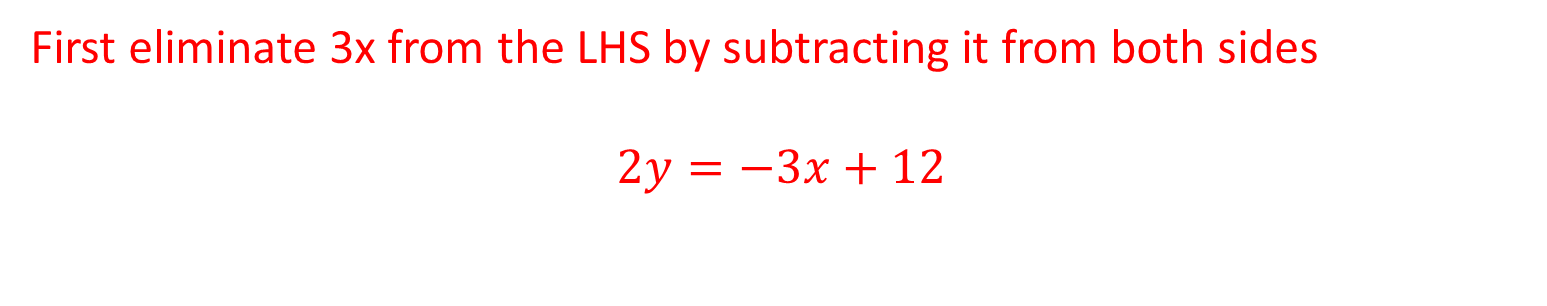 First eliminate 3x from the LHS by subtracting it from both sides
2y = −3x + 12